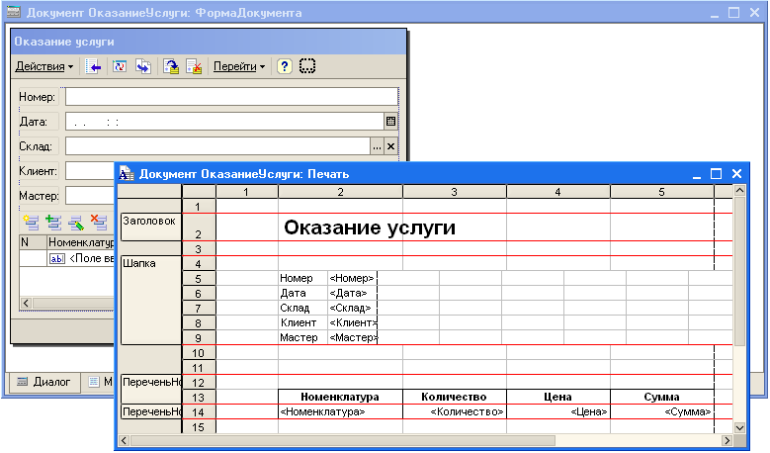 Документ ОказаниеУслуги: ФормаДокумента
Оказание услуги
Действия
Перейти
Номер:
Дата: . . : :
Склад:
Клиент:
Мастер:
N Номенклатур
<Поле вв
Диалог М
Документ ОказаниеУслуги: Печать
1 2 3 4 5
1
Заголовок
2 Оказание услуги
3
Шапка 4
5 Номер <Номер>
6 Дата <Дата>
7 Склад <Склад>
8 Клиент <Клиент>
9 Мастер <Мастер>
10
11
ПереченьНо 12
13 Номенклатура Количество Цена Сумма
ПереченьНо 14 <Номенклатура> <Количество> <Цена> <Сумма>
15